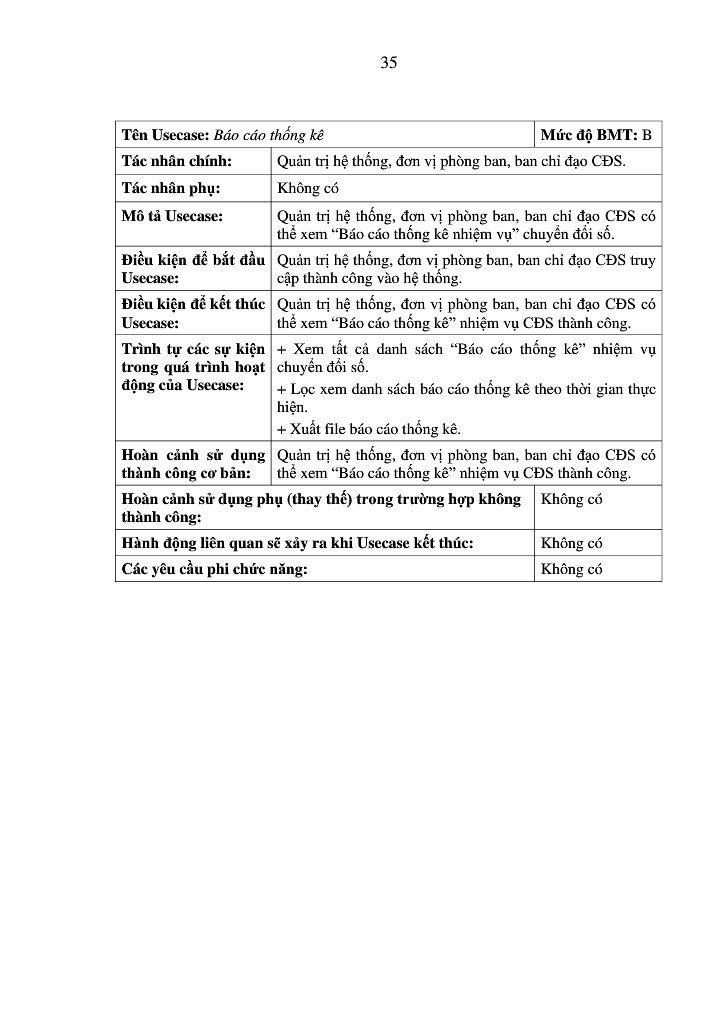 35
Tên Usecase: Báo cáo thống kê Mức độ BMT: B
Tác nhân chính: Quản trị hệ thống, đơn vị phòng ban, ban chỉ đạo CĐS.
Tác nhân phụ: Không có
Mô tả Usecase: Quản trị hệ thống, đơn vị phòng ban, ban chỉ đạo CĐS có
thể xem “Báo cáo thống kê nhiệm vụ” chuyển đổi số.
Điều kiện để bắt đầu Quản trị hệ thống, đơn vị phòng ban, ban chỉ đạo CĐS truy
Usecase: cập thành công vào hệ thống.
Điều kiện để kết thúc Quản trị hệ thống, đơn vị phòng ban, ban chỉ đạo CĐS có
Usecase: thể xem “Báo cáo thống kê” nhiệm vụ CĐS thành công.
Trình tự các sự kiện + Xem tất cả danh sách “Báo cáo thống kê” nhiệm vụ
trong quá trình hoạt chuyển đổi số.
động của Usecase: + Lọc xem danh sách báo cáo thống kê theo thời gian thực
hiện.
+ Xuất file báo cáo thống kê.
Hoàn cảnh sử dụng Quản trị hệ thống, đơn vị phòng ban, ban chỉ đạo CĐS có
thành công cơ bản: thể xem “Báo cáo thống kê” nhiệm vụ CĐS thành công.
Hoàn cảnh sử dụng phụ (thay thế) trong trường hợp không Không có
thành công:
Hành động liên quan sẽ xảy ra khi Usecase kết thúc: Không có
Các yêu cầu phi chức năng: Không có